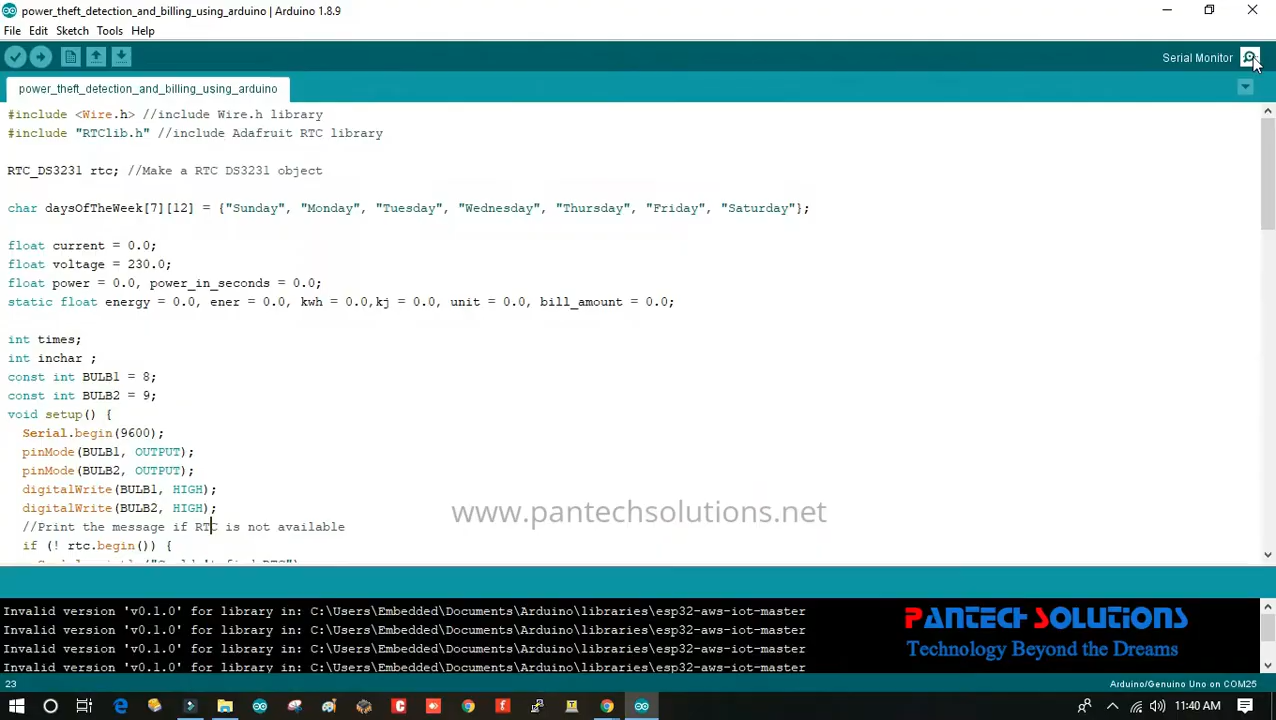 power_theft_detection_and_billing_using_arduino | Arduino 1.8.9
File Edit Sketch Tools Help
Serial Monitor
power_theft_detection_and_billing_using_arduino
#include <Wire.h> //include Wire.h library
#include "RTClib.h" //include Adafruit RTC library
RTC_DS3231 rtc; //Make a RTC DS3231 object
char daysOfTheWeek[7][12] = {"Sunday", "Monday", "Tuesday", "Wednesday", "Thursday", "Friday", "Saturday"};
float current = 0.0;
float voltage = 230.0;
float power = 0.0, power_in_seconds = 0.0;
static float energy = 0.0, ener = 0.0, kwh = 0.0,kj = 0.0, unit = 0.0, bill_amount = 0.0;
int times;
int inchar ;
const int BULB1 = 8;
const int BULB2 = 9;
void setup() {
Serial.begin(9600);
pinMode(BULB1, OUTPUT);
pinMode(BULB2, OUTPUT);
digitalWrite(BULB1, HIGH);
digitalWrite(BULB2, HIGH);
www.pantechsolutions.net
//Print the message if RTC is not available
if (! rtc.begin()) {
Invalid version 'v0.1.0' for library in: C:\Users\Embedded\Documents\Arduino\libraries\esp32-aws-iot-master
Invalid version 'v0.1.0' for library in: C:\Users\Embedded\Documents\Arduino\libraries\esp32-aws-iot-master
Invalid version 'v0.1.0' for library in: C:\Users\Embedded\Documents\Arduino\libraries\esp32-aws-iot-master
Invalid version 'v0.1.0' for library in: C:\Users\Embedded\Documents\Arduino\libraries\esp32-aws-iot-master
PANTECH SOLUTIONS
Technology Beyond the Dreams
23
Arduino/Genuino Uno on COM25
11:40 AM